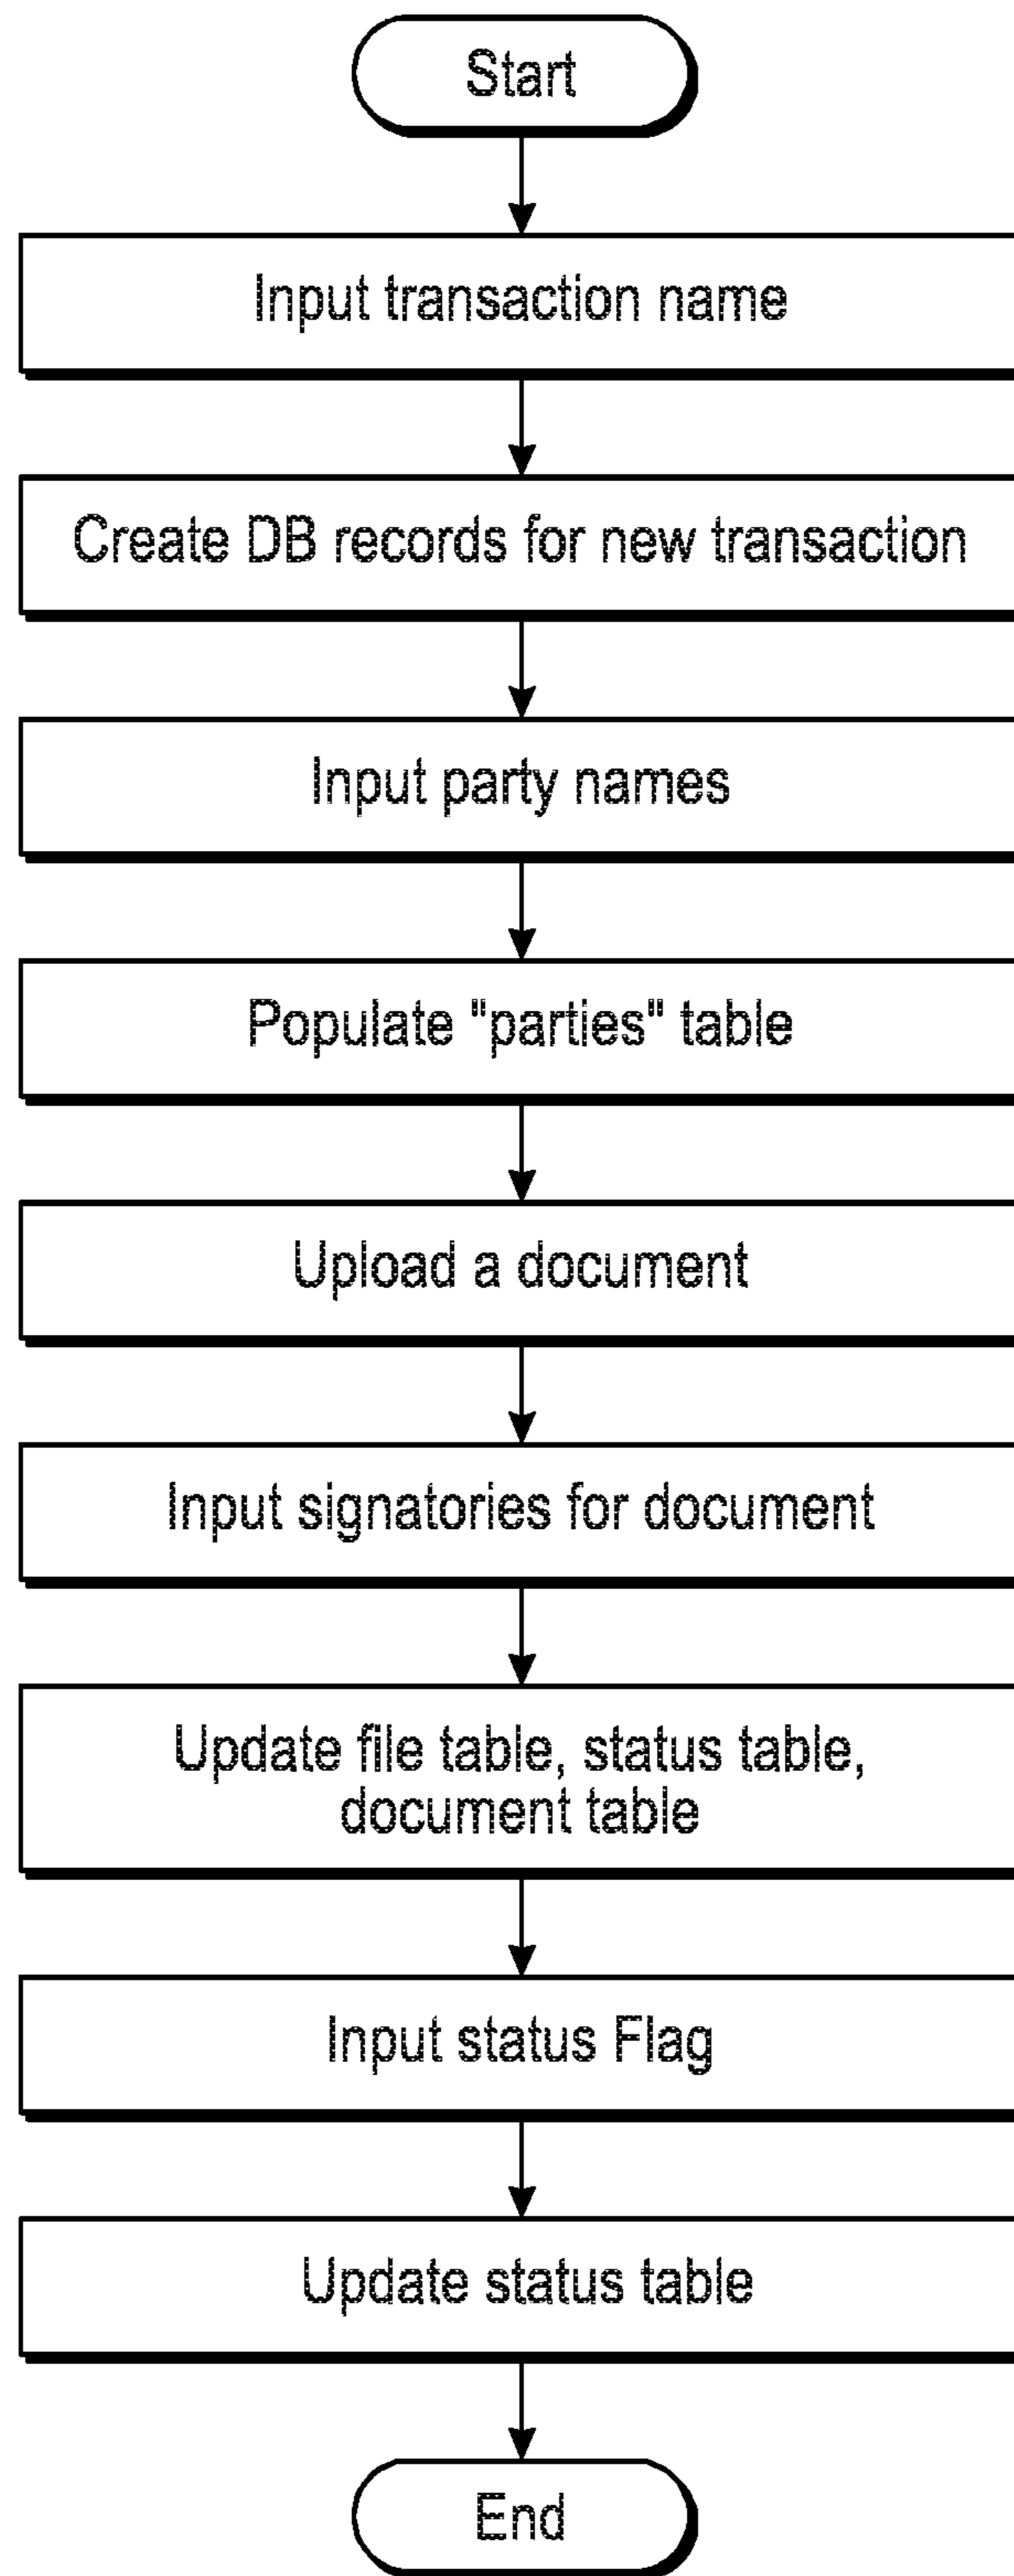 Start
Input transaction name
Create DB records for new transaction
Input party names
Populate "parties" table
Upload a document
Input signatories for document
Update file table, status table,
document table
Input status Flag
Update status table
End